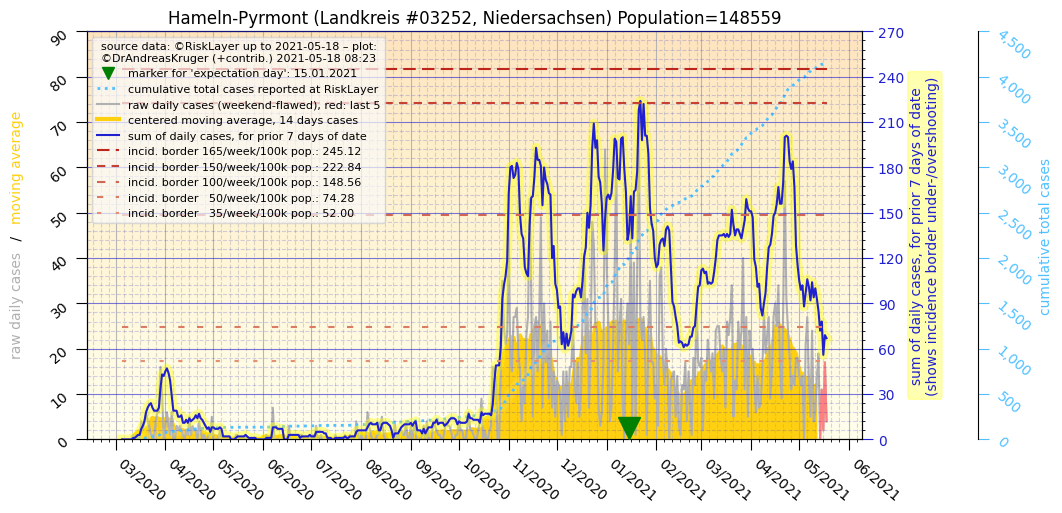 Hameln-Pyrmont (Landkreis #03252, Niedersachsen) Population=148559
source data: ©RiskLayer up to 2021-05-18 – plot:
©DrAndreasKruger (+contrib.) 2021-05-18 08:23
marker for 'expectation day': 15.01.2021
cumulative total cases reported at RiskLayer
raw daily cases (weekend-flawed), red: last 5
centered moving average, 14 days cases
sum of daily cases, for prior 7 days of date
incid. border 165/week/100k pop.: 245.12
incid. border 150/week/100k pop.: 222.84
incid. border 100/week/100k pop.: 148.56
incid. border 50/week/100k pop.: 74.28
incid. border 35/week/100k pop.: 52.00
raw daily cases / moving average
90
80
70
60
50
40
30
20
10
0
270
240
210
180
150
120
90
60
30
0
sum of daily cases, for prior 7 days of date
(shows incidence border under-/overshooting)
4,500
4,000
3,500
3,000
2,500
2,000
1,500
1,000
500
0
cumulative total cases
03/2020
04/2020
05/2020
06/2020
07/2020
08/2020
09/2020
10/2020
11/2020
12/2020
01/2021
02/2021
03/2021
04/2021
05/2021
06/2021